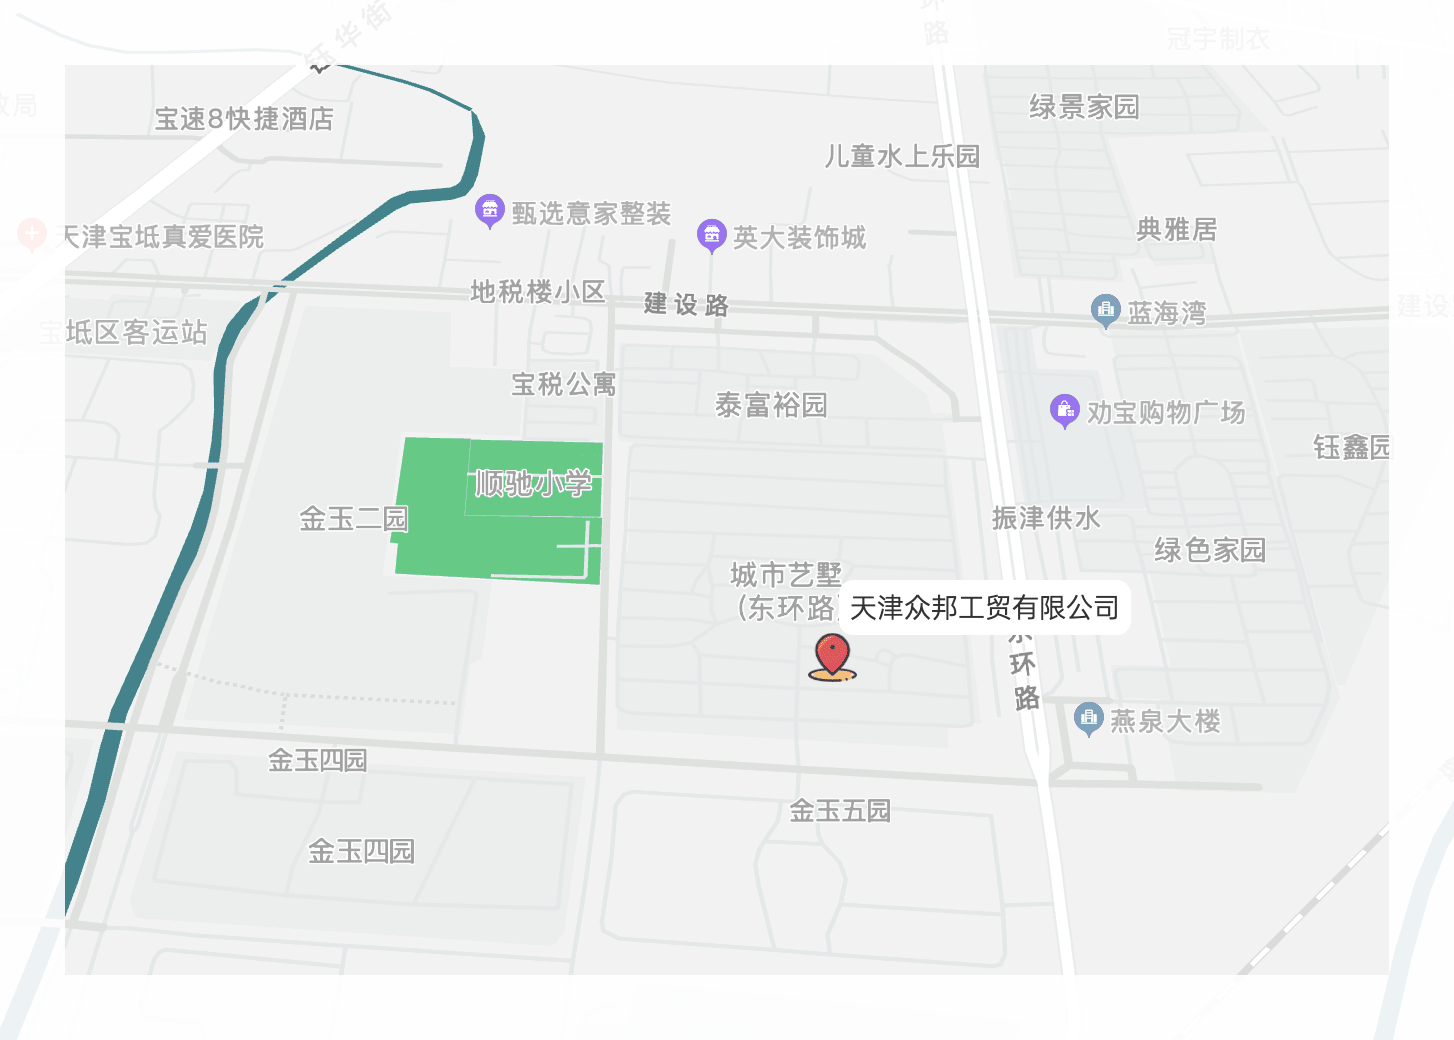 钰华街
环路
冠宇制衣
政局
宝速8快捷酒店
绿景家园
儿童水上乐园
甄选意家整装
英大装饰城
典雅居
天津宝坻真爱医院
地税楼小区
建设路
蓝海湾
建设
宝坻区客运站
宝税公寓
泰富裕园
劝宝购物广场
钰鑫园
顺驰小学
金玉二园
振津供水
绿色家园
城市艺墅
(东环路)
天津众邦工贸有限公司
东环路
燕泉大楼
金玉四园
金玉五园
金玉四园